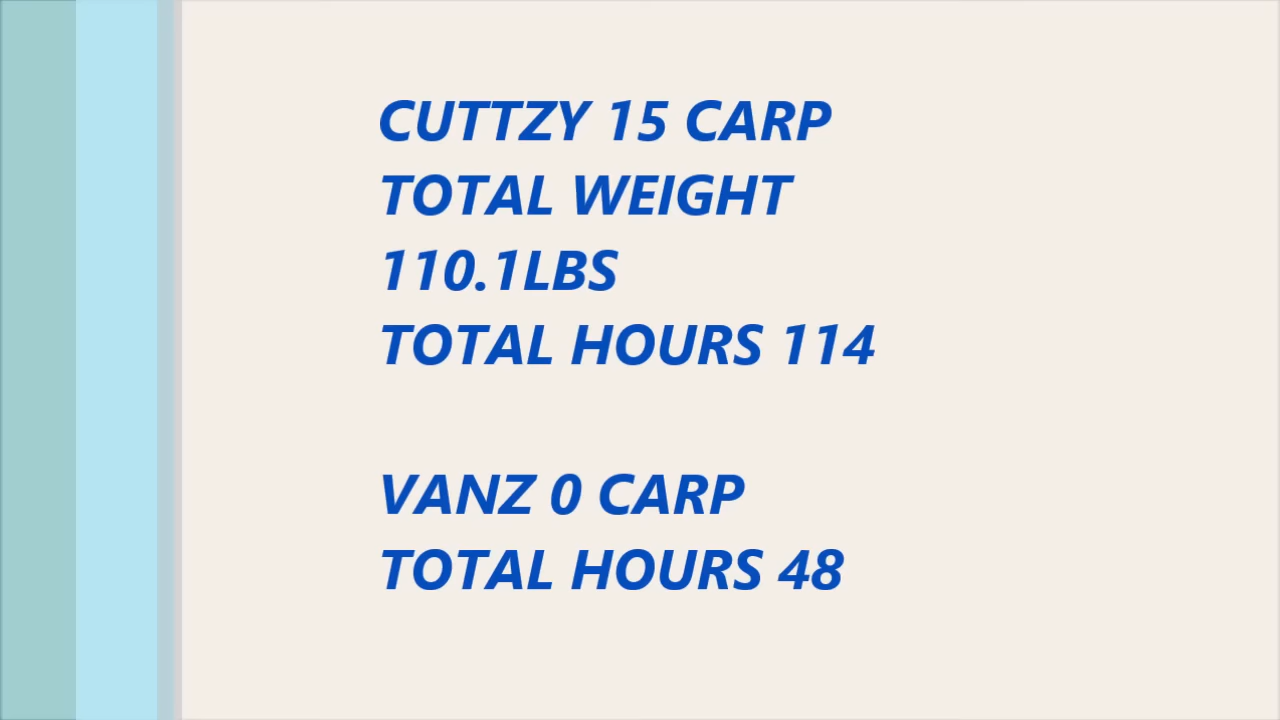 CUTTZY 15 CARP
TOTAL WEIGHT
110.1LBS
TOTAL HOURS 114
VANZ 0 CARP
TOTAL HOURS 48